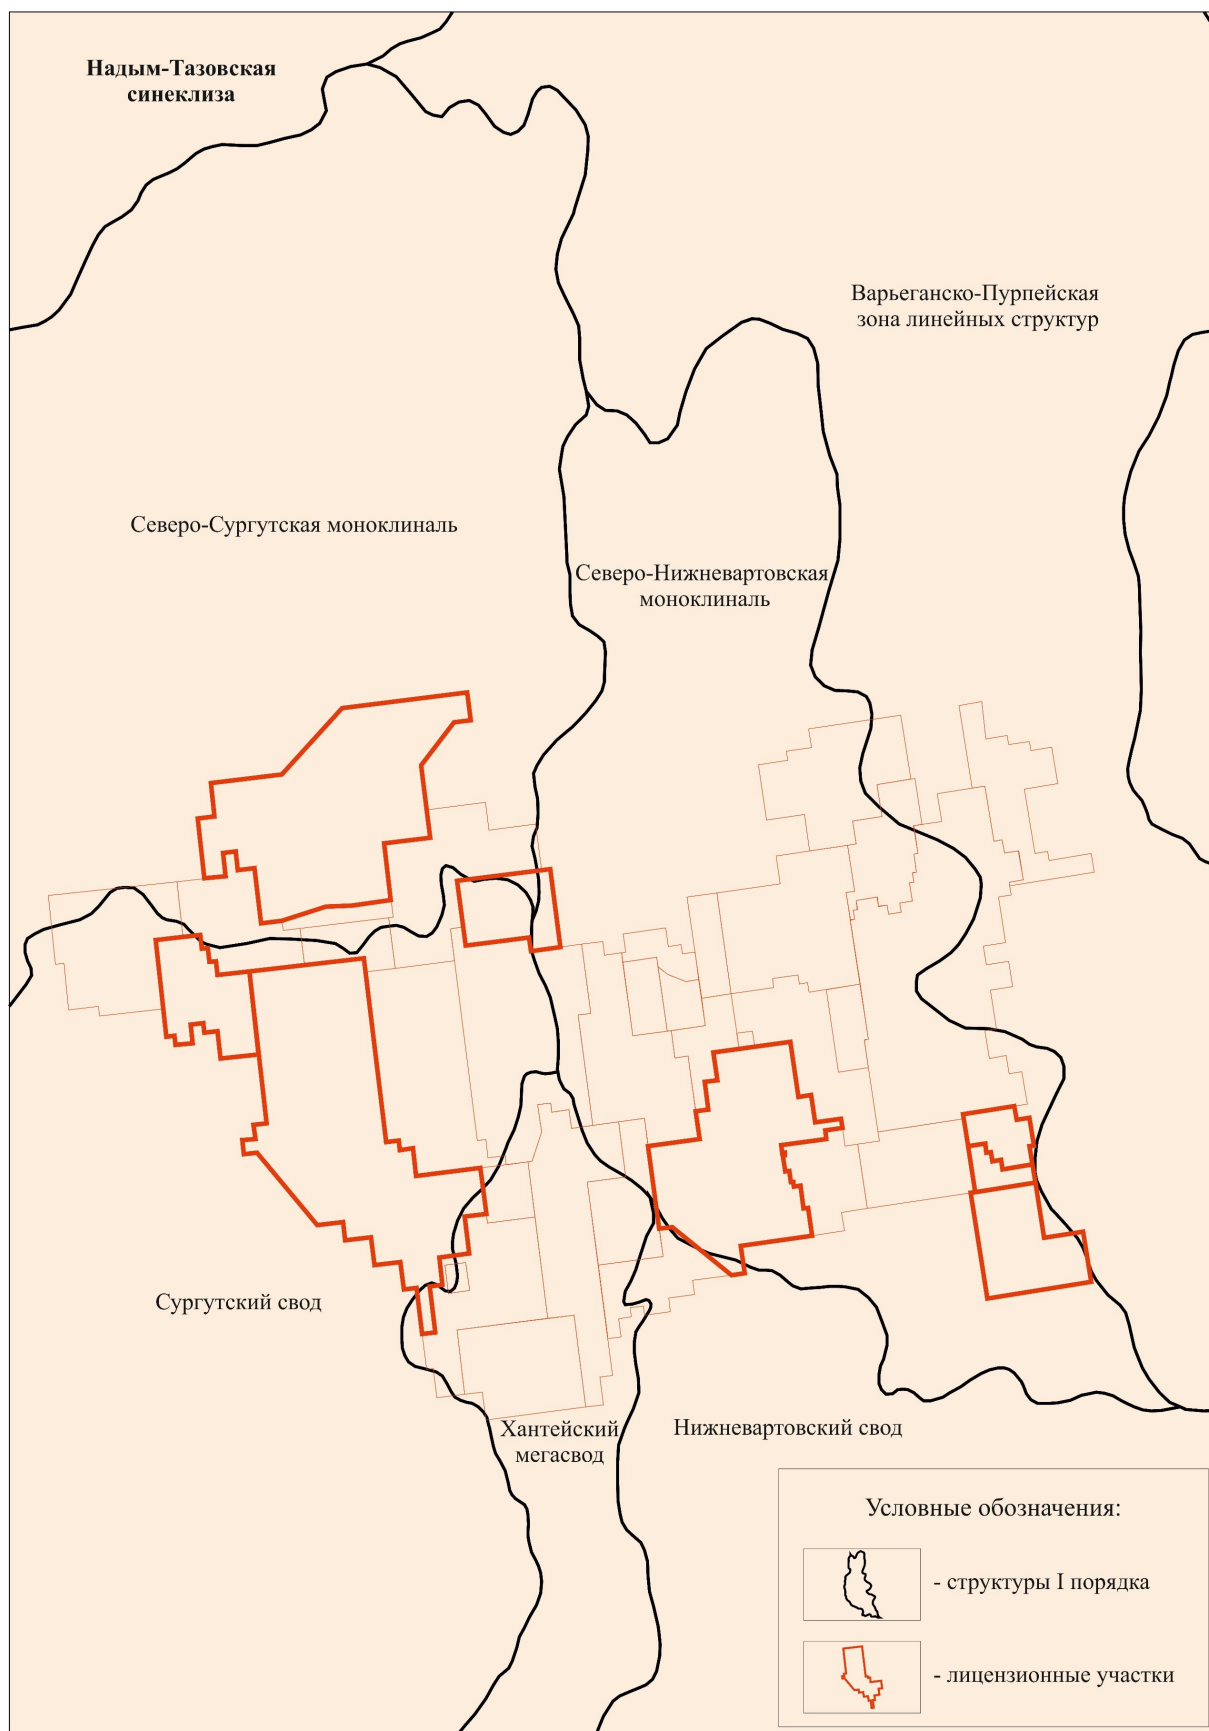 Надым-Тазовская
синеклиза
Варьеганско-Пурпейская
зона линейных структур
Северо-Сургутская моноклиналь
Северо-Нижневартовская
моноклиналь
Сургутский свод
Хантейский
мегасвод
Нижневартовский свод
Условные обозначения:
- структуры I порядка
- лицензионные участки